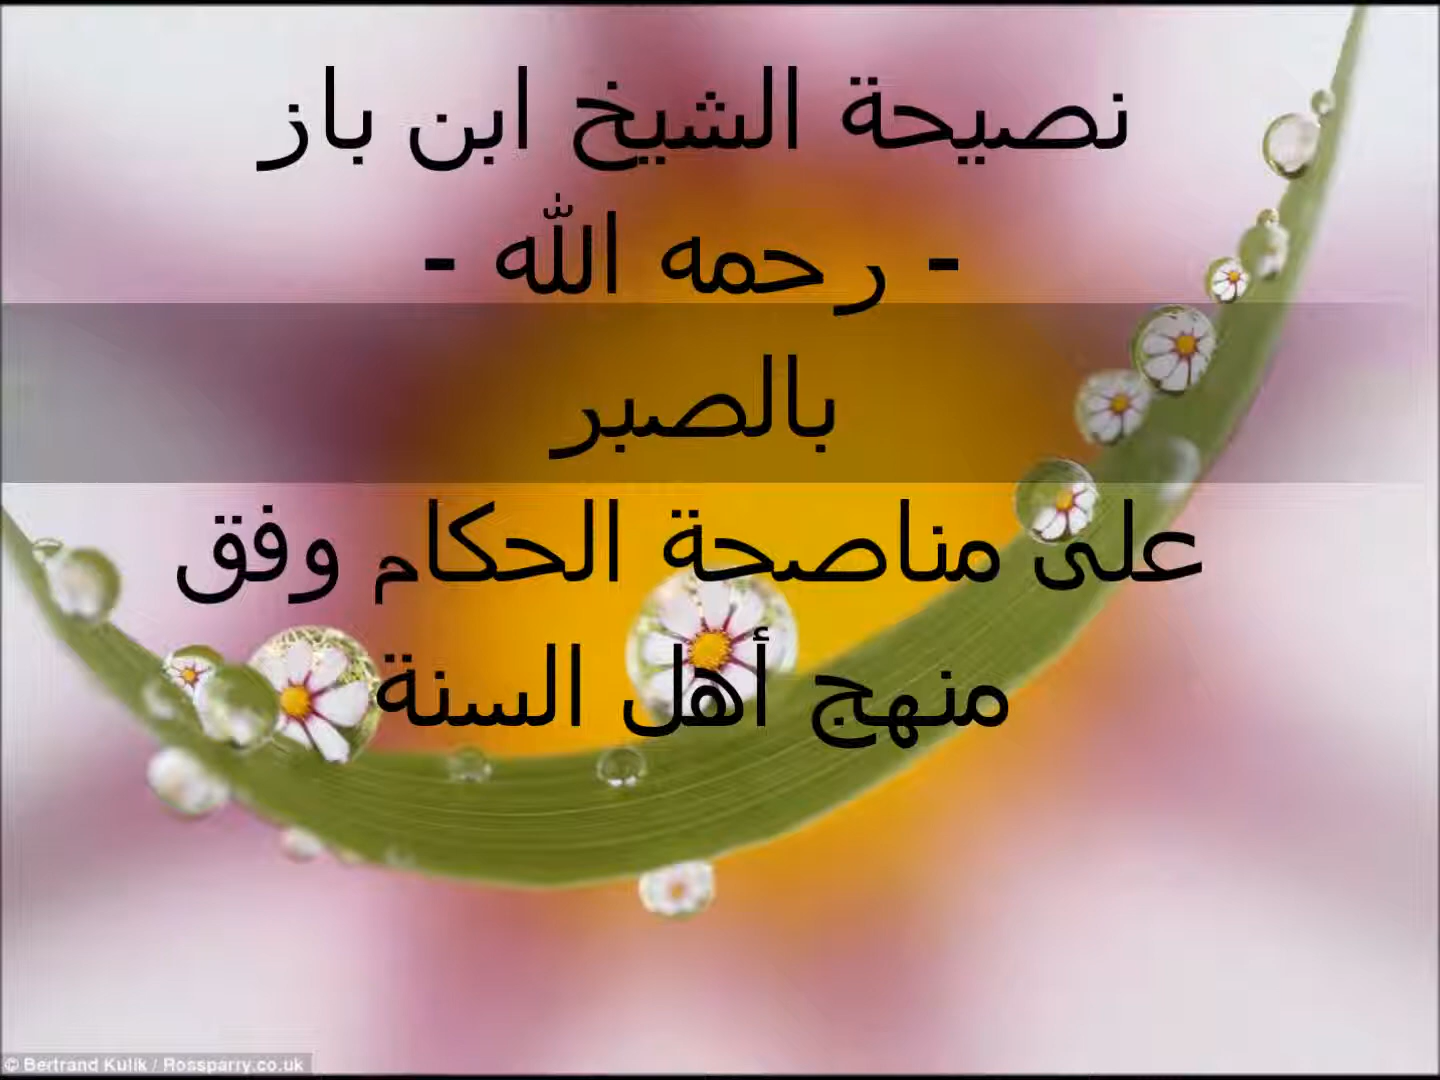 نصيحة الشيخ ابن باز
- رحمه الله -
بالصبر
على مناصحة الحكام وفق
منهج أهل السنة
© Bertrand Kulik / Rossparry.co.uk